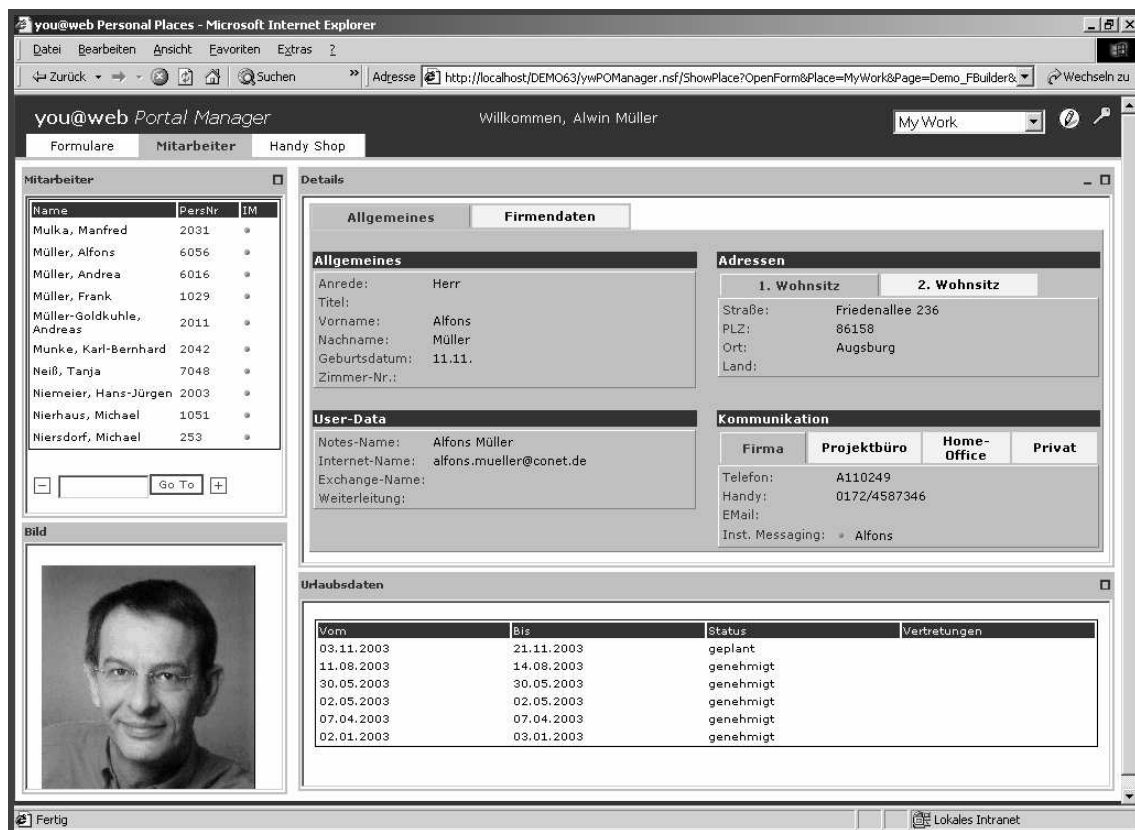 you@web Personal Places - Microsoft Internet Explorer
Datei Bearbeiten Ansicht Favoriten Extras ?
Zurück Suchen » Adresse http://localhost/DEMO63/ywPOManager.nsf/ShowPlace?OpenForm&Place=MyWork&Page=Demo_FBuilder& Wechseln zu
you@web Portal Manager Willkommen, Alwin Müller My Work
Formulare Mitarbeiter Handy Shop
Mitarbeiter
Name PersNr IM
Mulka, Manfred 2031
Müller, Alfons 6056
Müller, Andrea 6016
Müller, Frank 1029
Müller-Goldkuhle, Andreas 2011
Munke, Karl-Bernhard 2042
Neiß, Tanja 7048
Niemeier, Hans-Jürgen 2003
Nierhaus, Michael 1051
Niersdorf, Michael 253
Go To
Bild
Details
Allgemeines Firmendaten
Allgemeines
Anrede: Herr
Titel:
Vorname: Alfons
Nachname: Müller
Geburtsdatum: 11.11.
Zimmer-Nr.:
Adressen
1. Wohnsitz 2. Wohnsitz
Straße: Friedenallee 236
PLZ: 86158
Ort: Augsburg
Land:
User-Data
Notes-Name: Alfons Müller
Internet-Name: alfons.mueller@conet.de
Exchange-Name:
Weiterleitung:
Kommunikation
Firma Projektbüro Home-Office Privat
Telefon: A110249
Handy: 0172/4587346
EMail:
Inst. Messaging: Alfons
Urlaubsdaten
Vom Bis Status Vertretungen
03.11.2003 21.11.2003 geplant
11.08.2003 14.08.2003 genehmigt
30.05.2003 30.05.2003 genehmigt
02.05.2003 02.05.2003 genehmigt
07.04.2003 07.04.2003 genehmigt
02.01.2003 03.01.2003 genehmigt
Fertig Lokales Intranet